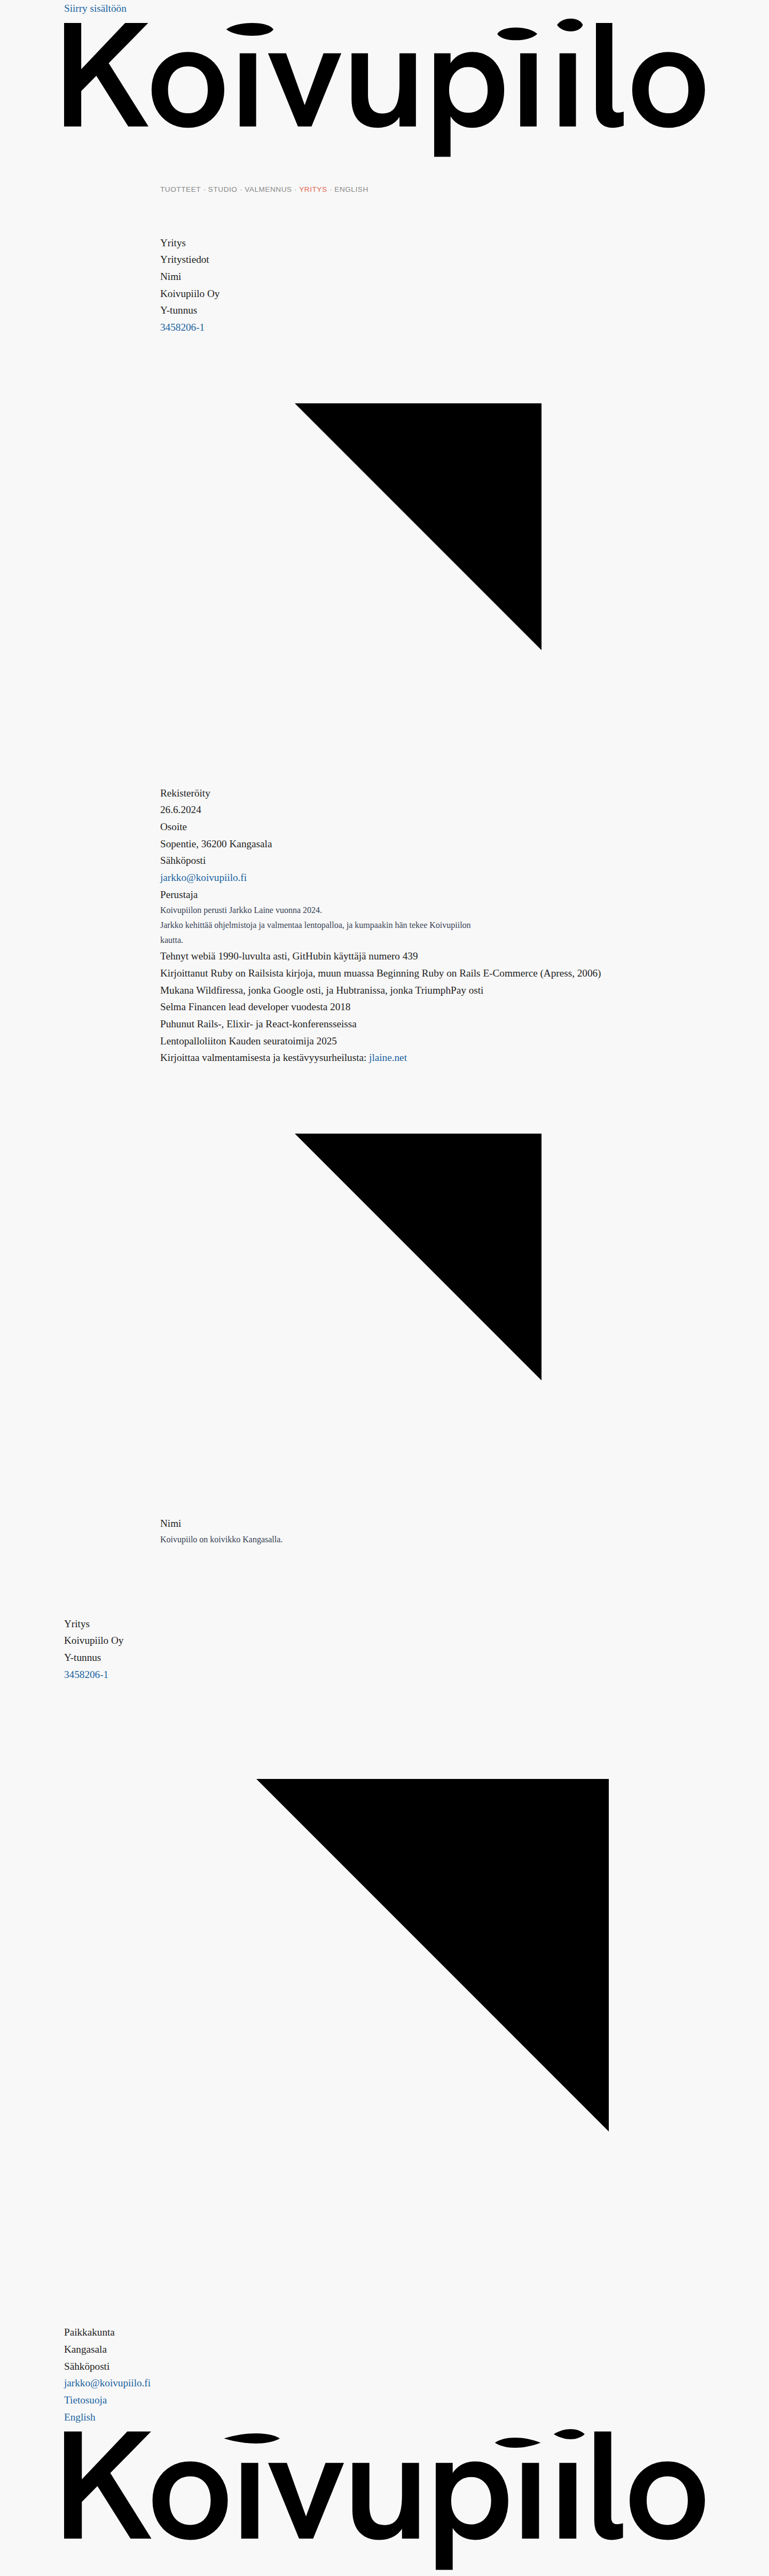 Siirry sisältöön
Koivupiilo
TUOTTEET · STUDIO · VALMENNUS · YRITYS · ENGLISH
Yritys
Yritystiedot
Nimi
Koivupiilo Oy
Y-tunnus
3458206-1
Rekisteröity
26.6.2024
Osoite
Sopentie, 36200 Kangasala
Sähköposti
jarkko@koivupiilo.fi
Perustaja
Koivupiilon perusti Jarkko Laine vuonna 2024.
Jarkko kehittää ohjelmistoja ja valmentaa lentopalloa, ja kumpaakin hän tekee Koivupiilon
kautta.
Tehnyt webiä 1990-luvulta asti, GitHubin käyttäjä numero 439
Kirjoittanut Ruby on Railsista kirjoja, muun muassa Beginning Ruby on Rails E-Commerce (Apress, 2006)
Mukana Wildfiressa, jonka Google osti, ja Hubtranissa, jonka TriumphPay osti
Selma Financen lead developer vuodesta 2018
Puhunut Rails-, Elixir- ja React-konferensseissa
Lentopalloliiton Kauden seuratoimija 2025
Kirjoittaa valmentamisesta ja kestävyysurheilusta: jlaine.net
Nimi
Koivupiilo on koivikko Kangasalla.
Yritys
Koivupiilo Oy
Y-tunnus
3458206-1
Paikkakunta
Kangasala
Sähköposti
jarkko@koivupiilo.fi
Tietosuoja
English
Koivupiilo